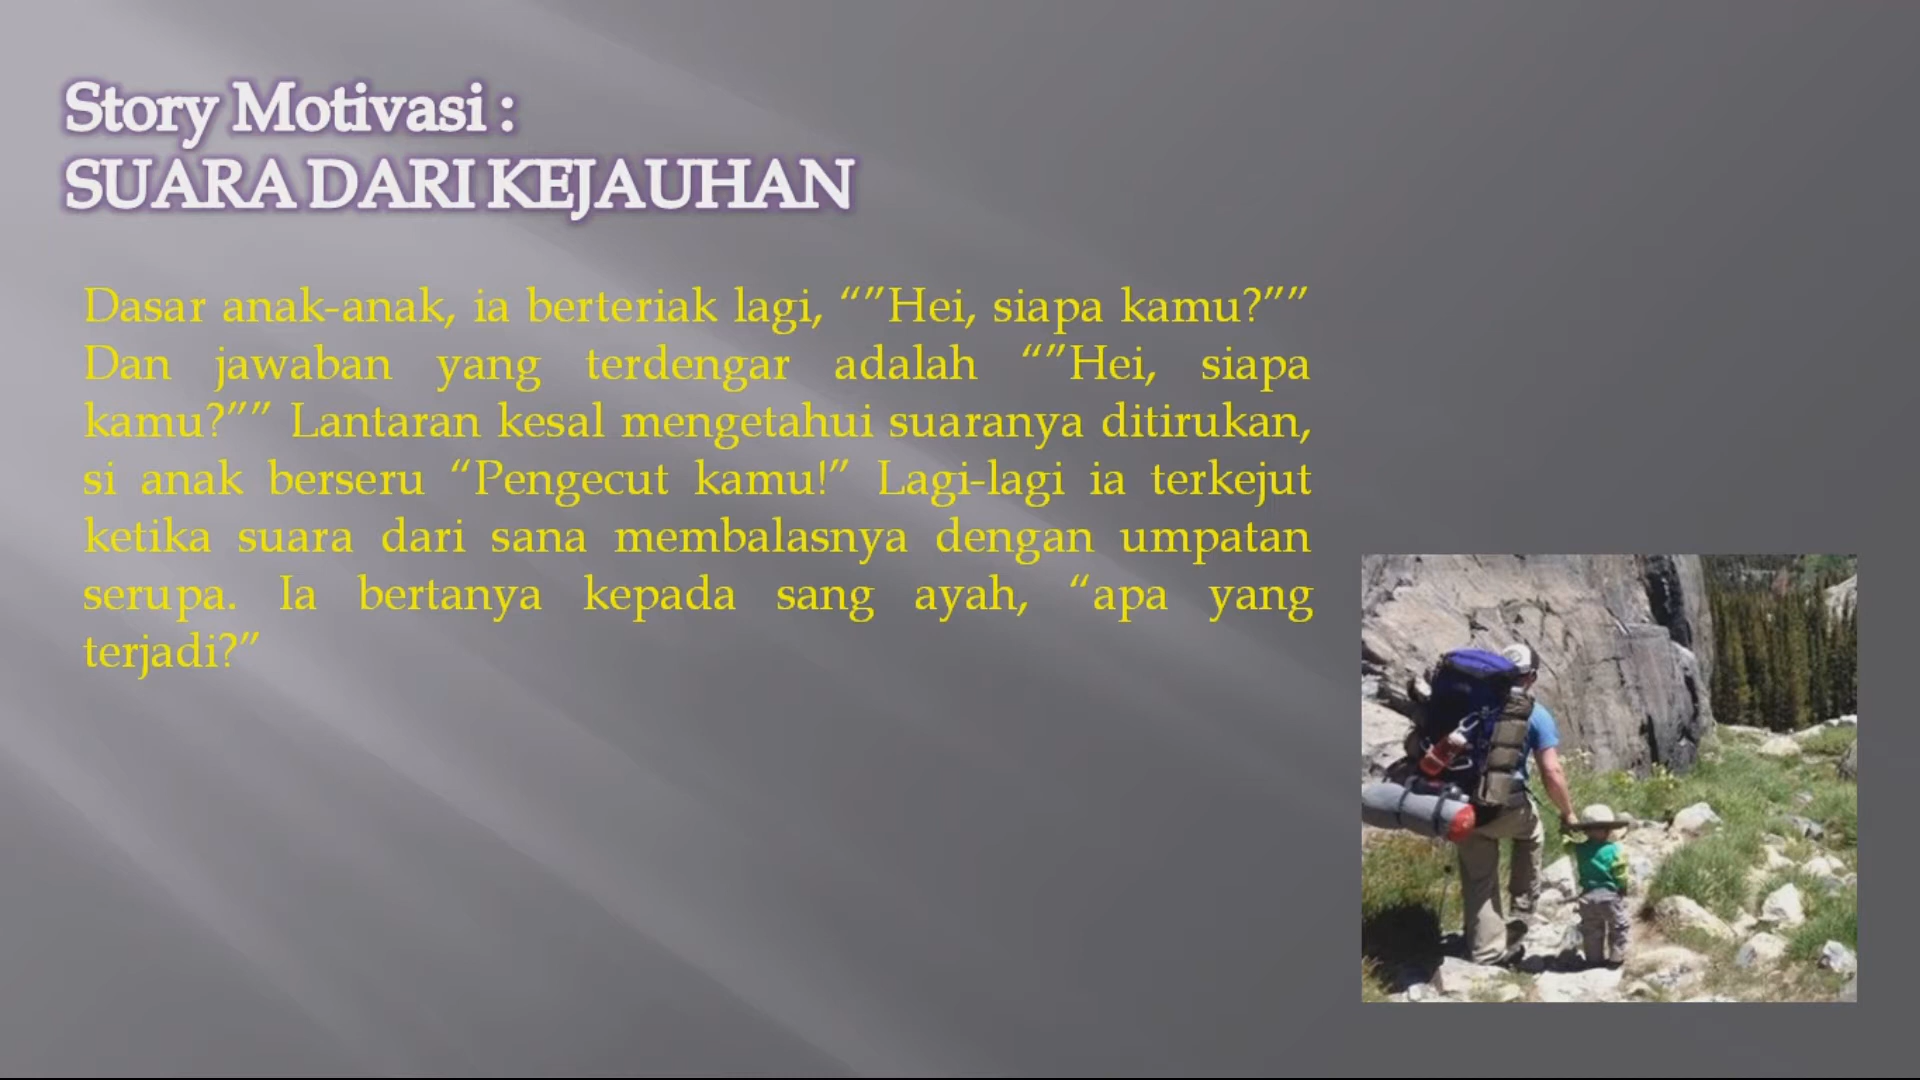 Story Motivasi :
SUARA DARI KEJAUHAN
Dasar anak-anak, ia berteriak lagi, “”Hei, siapa kamu?””
Dan jawaban yang terdengar adalah “”Hei, siapa
kamu?”” Lantaran kesal mengetahui suaranya ditirukan,
si anak berseru “Pengecut kamu!” Lagi-lagi ia terkejut
ketika suara dari sana membalasnya dengan umpatan
serupa. Ia bertanya kepada sang ayah, “apa yang
terjadi?”